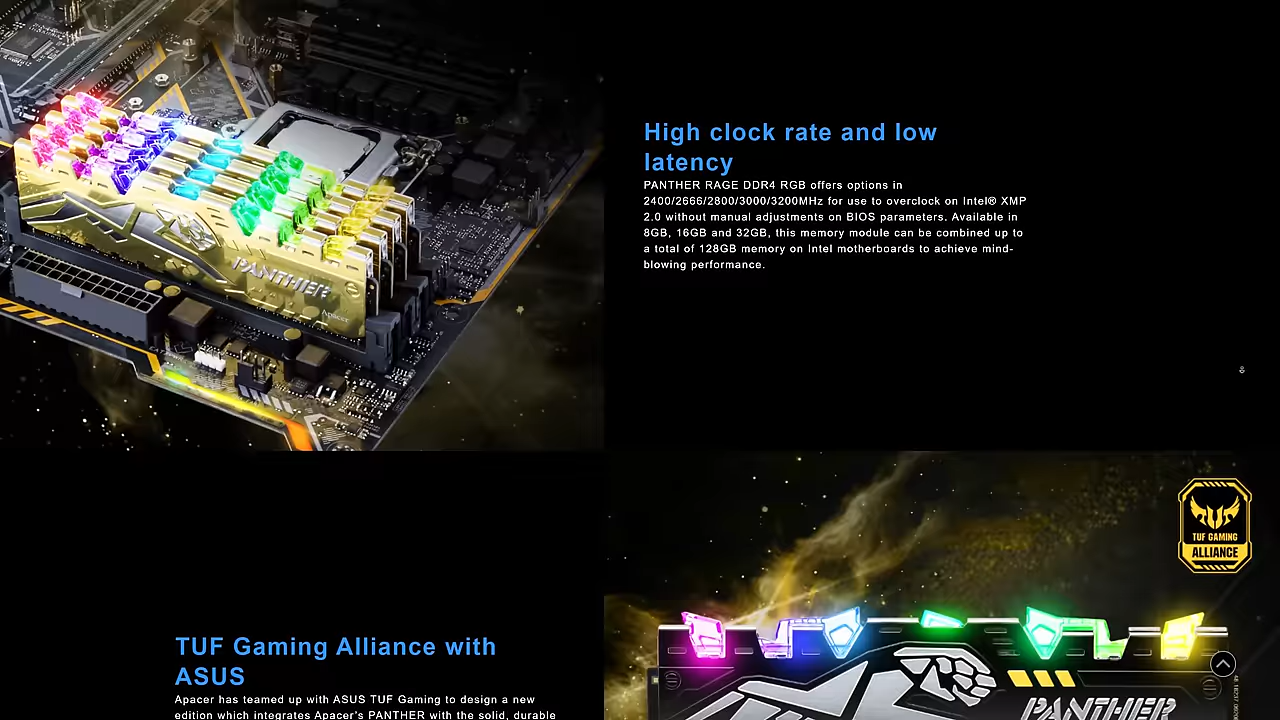 High clock rate and low
latency
PANTHER RAGE DDR4 RGB offers options in
2400/2666/2800/3000/3200MHz for use to overclock on Intel® XMP
2.0 without manual adjustments on BIOS parameters. Available in
8GB, 16GB and 32GB, this memory module can be combined up to
a total of 128GB memory on Intel motherboards to achieve mind-
blowing performance.
PANTHER
Apacer
TUF GAMING
ALLIANCE
TUF Gaming Alliance with
ASUS
Apacer has teamed up with ASUS TUF Gaming to design a new
edition which integrates Apacer's PANTHER with the solid, durable
PANTHER